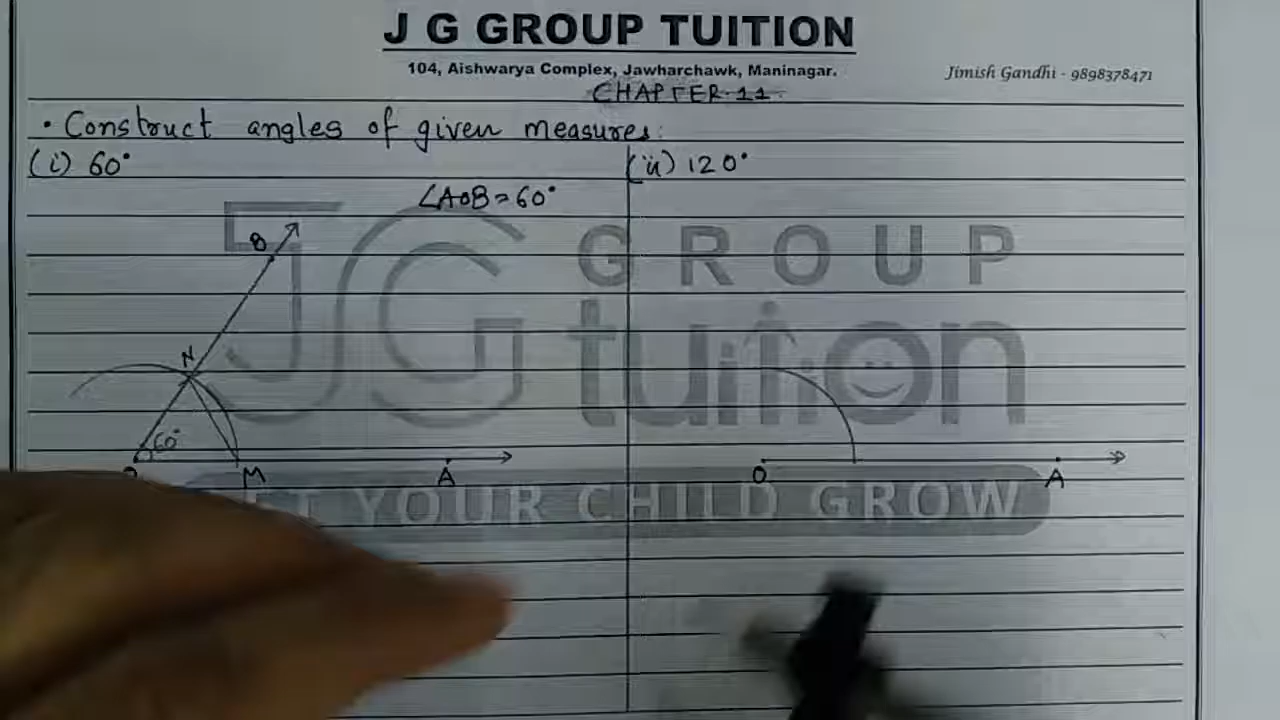 J G GROUP TUITION
104, Aishwarya Complex, Jawharchawk, Maninagar.
Jimish Gandhi - 9898378471
CHAPTER-11
• Construct angles of given measures:
(i) 60°
(ii) 120°
∠AOB = 60°
B
JG GROUP
tuition
N
60°
M
A
O
A
ET YOUR CHILD GROW